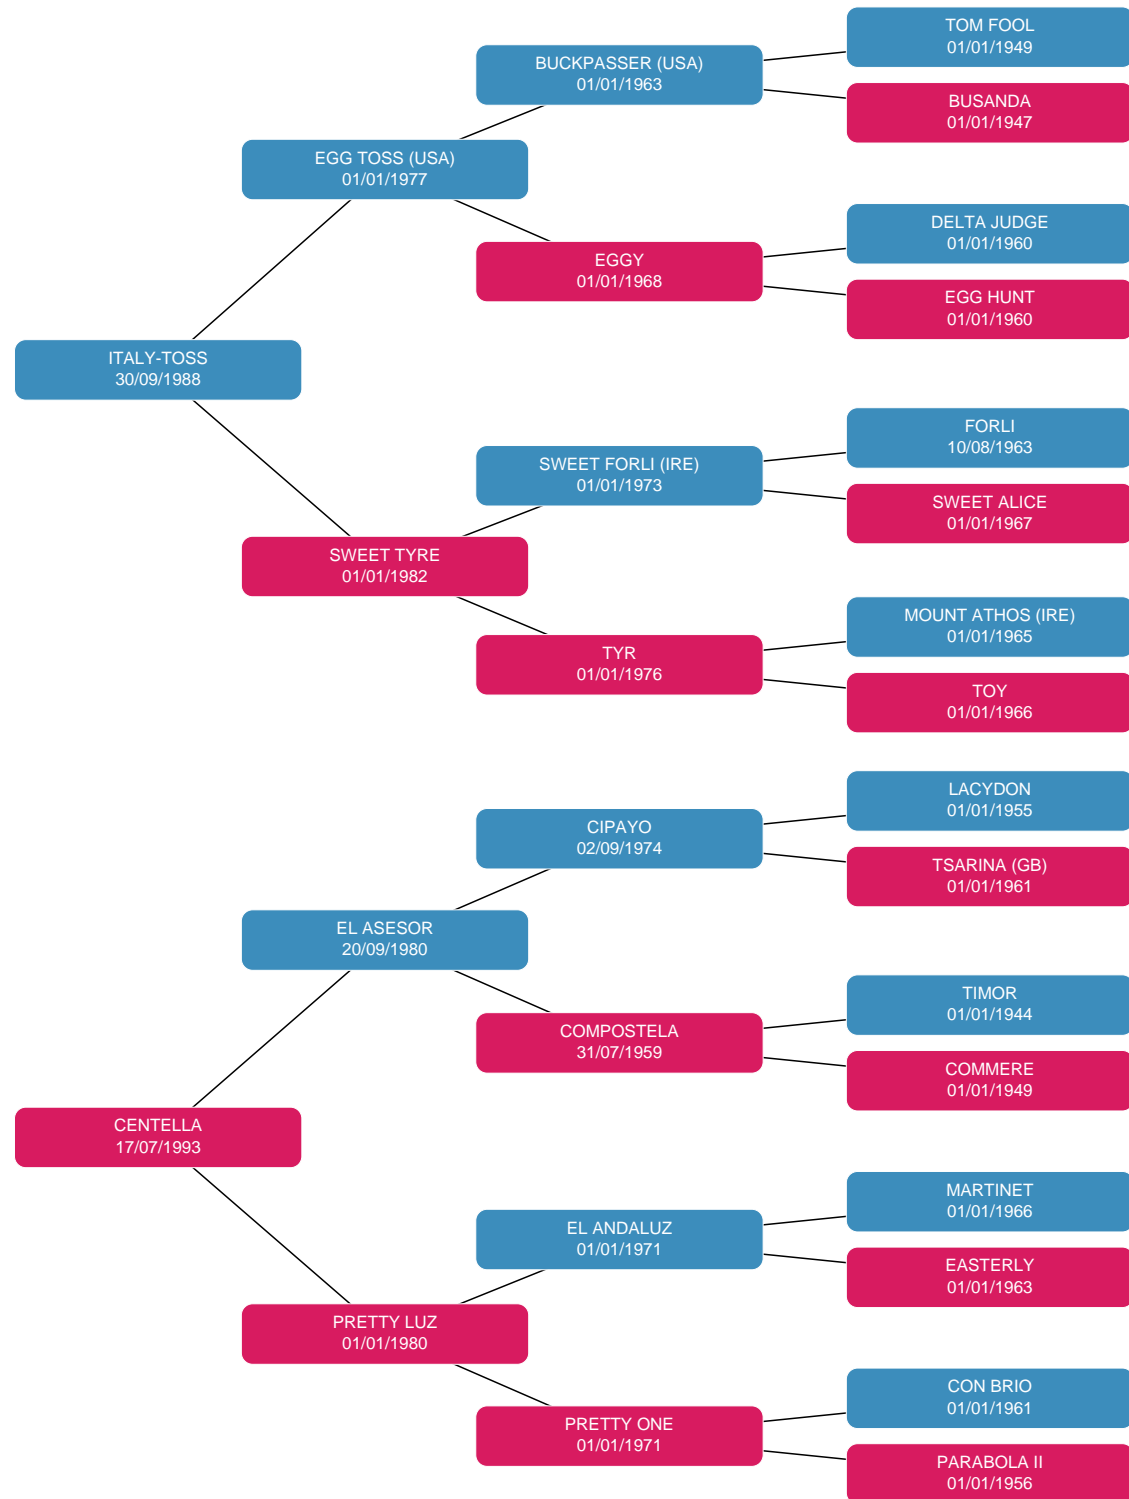 TOM FOOL
01/01/1949
BUCKPASSER (USA)
01/01/1963
BUSANDA
01/01/1947
EGG TOSS (USA)
01/01/1977
DELTA JUDGE
01/01/1960
EGGY
01/01/1968
EGG HUNT
01/01/1960
ITALY-TOSS
30/09/1988
FORLI
10/08/1963
SWEET FORLI (IRE)
01/01/1973
SWEET ALICE
01/01/1967
SWEET TYRE
01/01/1982
MOUNT ATHOS (IRE)
01/01/1965
TYR
01/01/1976
TOY
01/01/1966
LACYDON
01/01/1955
CIPAYO
02/09/1974
TSARINA (GB)
01/01/1961
EL ASESOR
20/09/1980
TIMOR
01/01/1944
COMPOSTELA
31/07/1959
COMMERE
01/01/1949
CENTELLA
17/07/1993
MARTINET
01/01/1966
EL ANDALUZ
01/01/1971
EASTERLY
01/01/1963
PRETTY LUZ
01/01/1980
CON BRIO
01/01/1961
PRETTY ONE
01/01/1971
PARABOLA II
01/01/1956